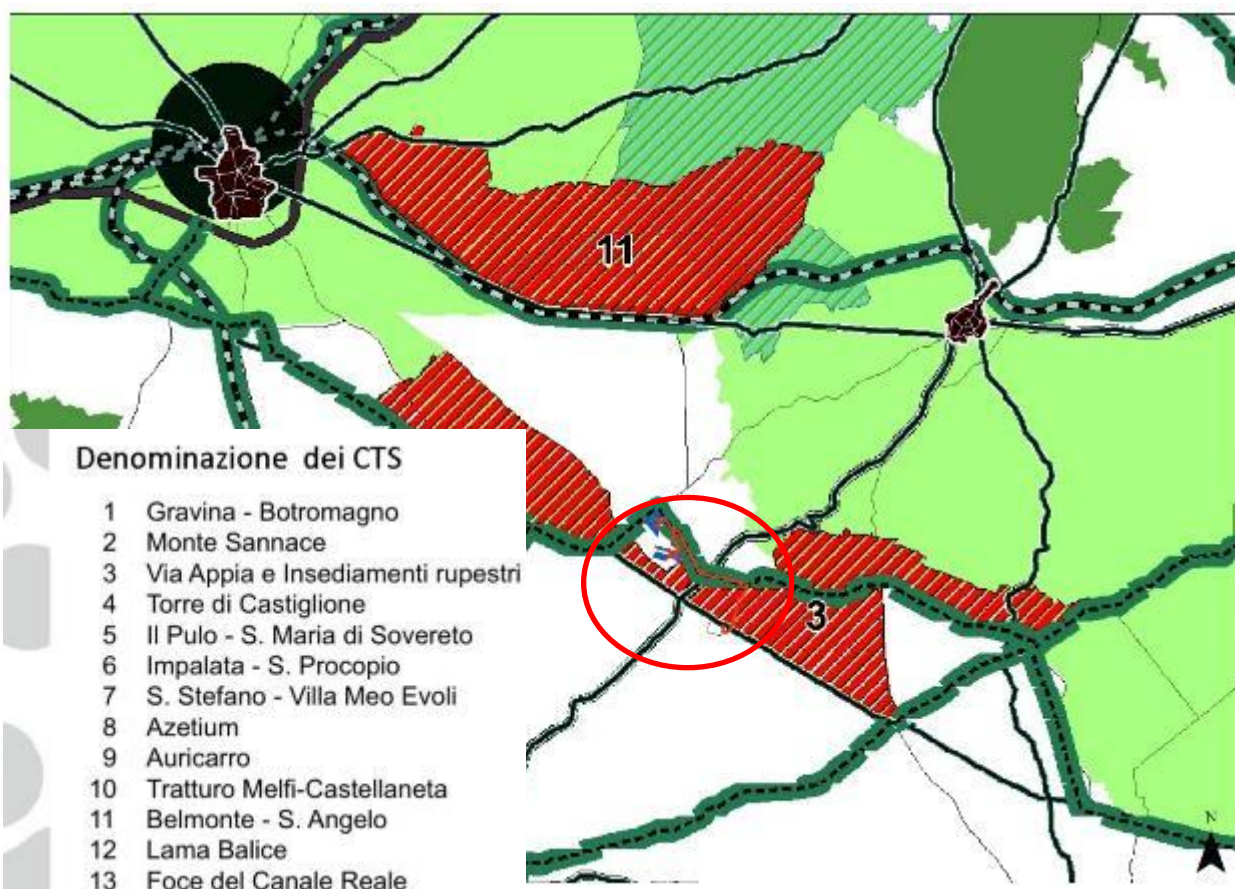 11
3
N
Denominazione dei CTS
1 Gravina - Botromagno
2 Monte Sannace
3 Via Appia e Insediamenti rupestri
4 Torre di Castiglione
5 Il Pulo - S. Maria di Sovereto
6 Impalata - S. Procopio
7 S. Stefano - Villa Meo Evoli
8 Azetium
9 Auricarro
10 Tratturo Melfi-Castellaneta
11 Belmonte - S. Angelo
12 Lama Balice
13 Foce del Canale Reale